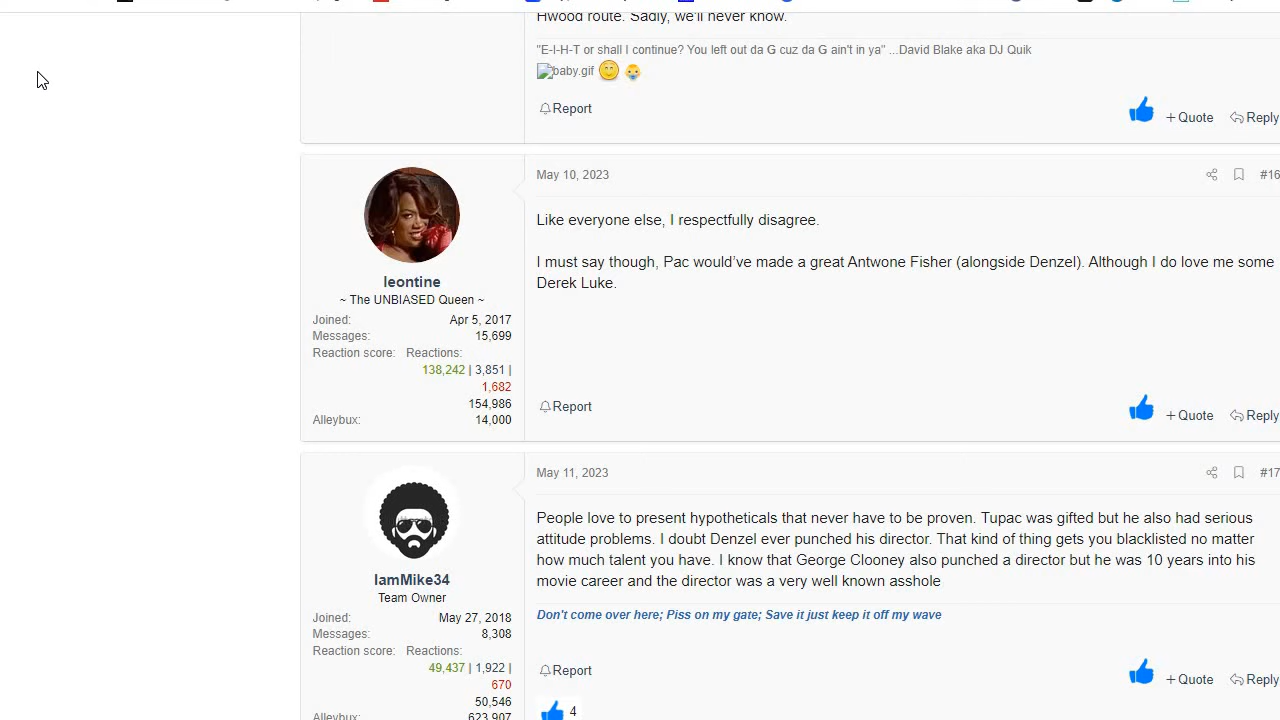 Hwood route. Sadly, we'll never know.
"E-I-H-T or shall I continue? You left out da G cuz da G ain't in ya" ...David Blake aka DJ Quik
baby.gif
Report
+ Quote
Reply
May 10, 2023
#16
Like everyone else, I respectfully disagree.
I must say though, Pac would've made a great Antwone Fisher (alongside Denzel). Although I do love me some
Derek Luke.
leontine
~ The UNBIASED Queen ~
Joined: Apr 5, 2017
Messages: 15,699
Reaction score: Reactions:
138,242 | 3,851 |
1,682
154,986
Alleybux: 14,000
Report
+ Quote
Reply
May 11, 2023
#17
People love to present hypotheticals that never have to be proven. Tupac was gifted but he also had serious
attitude problems. I doubt Denzel ever punched his director. That kind of thing gets you blacklisted no matter
how much talent you have. I know that George Clooney also punched a director but he was 10 years into his
movie career and the director was a very well known asshole
Don't come over here; Piss on my gate; Save it just keep it off my wave
IamMike34
Team Owner
Joined: May 27, 2018
Messages: 8,308
Reaction score: Reactions:
49,437 | 1,922 |
670
50,546
Alleybux: 623,907
Report
+ Quote
Reply
4